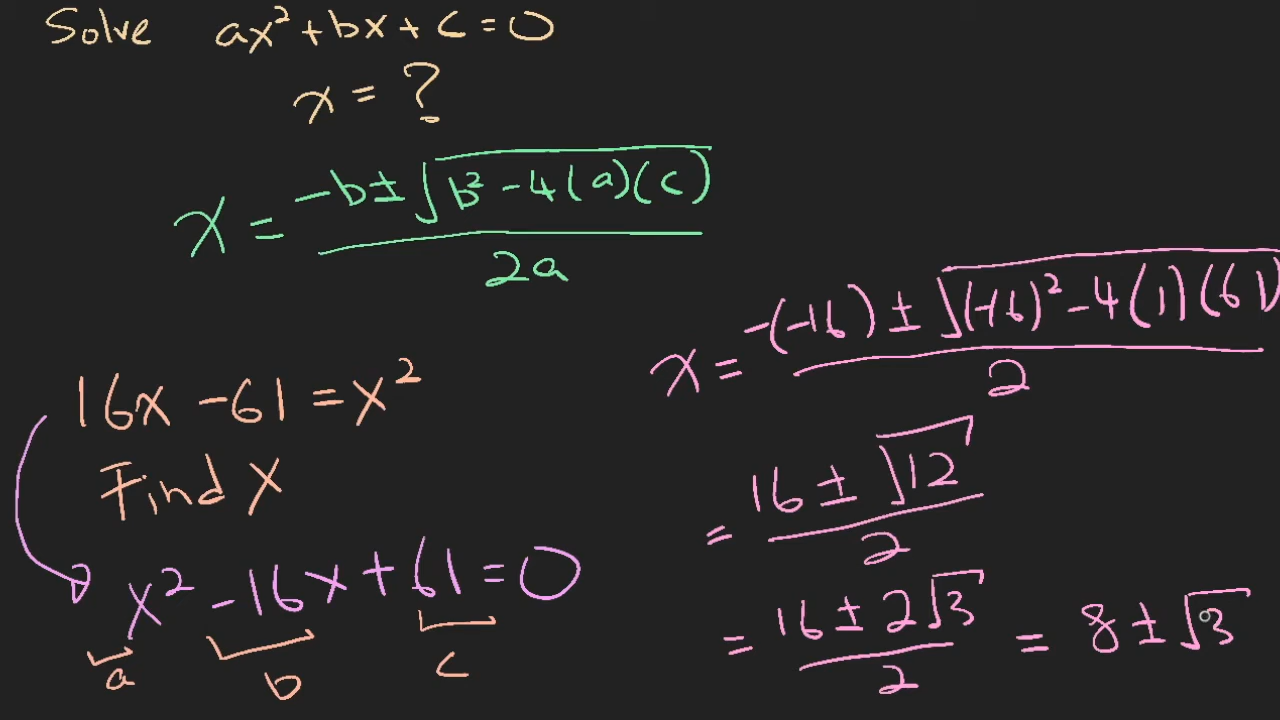 Solve ax²+bx+c=0
x = ?
x = (-b±√(b²-4(a)(c)))/2a
16x -61=x²
Find x
x² -16x+61=0
a b c
x = (-(-16) ± √((-16)²-4(1)(61)))/2
= (16 ± √12)/2
= (16 ± 2√3)/2 = 8 ± √3